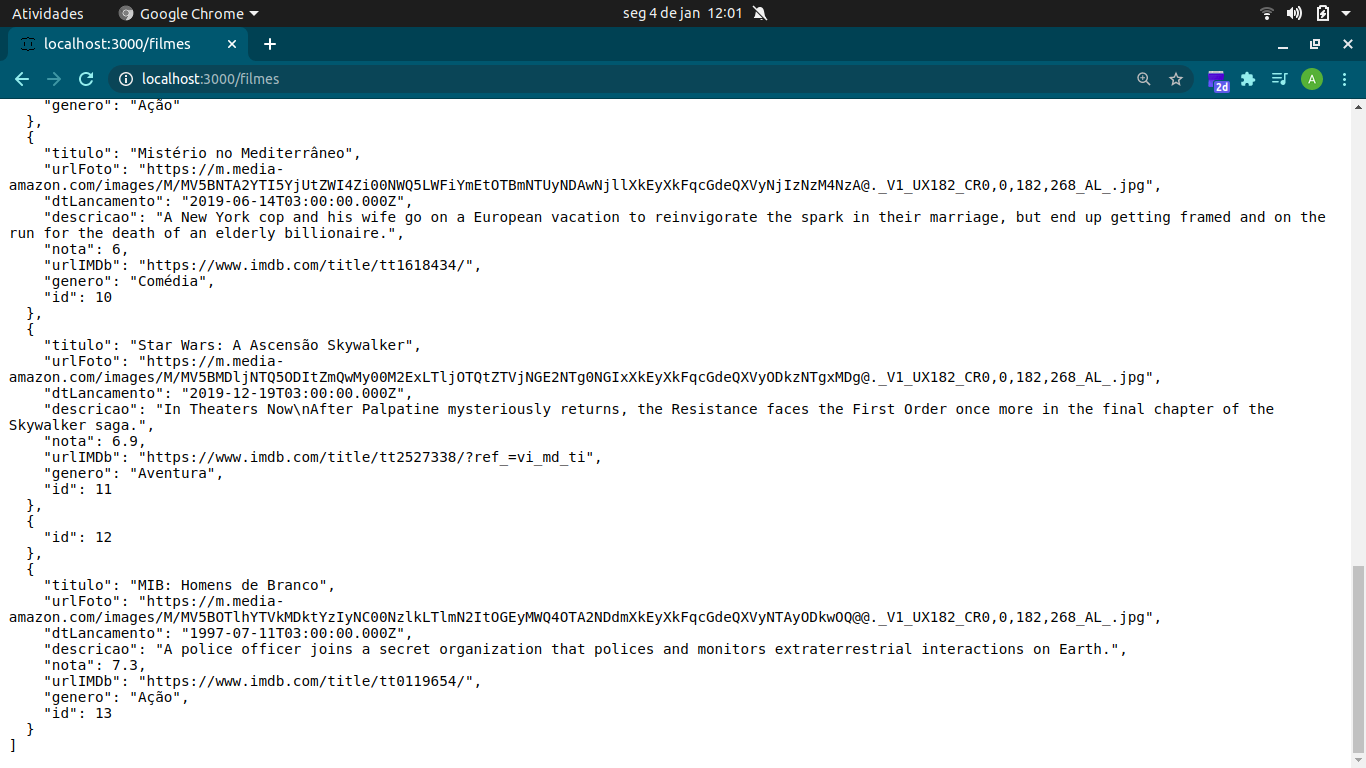 Atividades
Google Chrome
seg 4 de jan 12:01
localhost:3000/filmes
localhost:3000/filmes
2d
A
"genero": "Ação"
},
{
"titulo": "Mistério no Mediterrâneo",
"urlFoto": "https://m.media-
amazon.com/images/M/MV5BNTA2YTI5YjUtZWI4Zi00NWQ5LWFiYmEtOTBmNTUyNDAwNjllXkEyXkFqcGdeQXVyNjIzNzM4NzA@._V1_UX182_CR0,0,182,268_AL_.jpg",
"dtLancamento": "2019-06-14T03:00:00.000Z",
"descricao": "A New York cop and his wife go on a European vacation to reinvigorate the spark in their marriage, but end up getting framed and on the
run for the death of an elderly billionaire.",
"nota": 6,
"urlIMDb": "https://www.imdb.com/title/tt1618434/",
"genero": "Comédia",
"id": 10
},
{
"titulo": "Star Wars: A Ascensão Skywalker",
"urlFoto": "https://m.media-
amazon.com/images/M/MV5BMDljNTQ5ODItZmQwMy00M2ExLTljOTQtZTVjNGE2NTg0NGIxXkEyXkFqcGdeQXVyODkzNTgxMDg@._V1_UX182_CR0,0,182,268_AL_.jpg",
"dtLancamento": "2019-12-19T03:00:00.000Z",
"descricao": "In Theaters Now\nAfter Palpatine mysteriously returns, the Resistance faces the First Order once more in the final chapter of the
Skywalker saga.",
"nota": 6.9,
"urlIMDb": "https://www.imdb.com/title/tt2527338/?ref_=vi_md_ti",
"genero": "Aventura",
"id": 11
},
{
"id": 12
},
{
"titulo": "MIB: Homens de Branco",
"urlFoto": "https://m.media-
amazon.com/images/M/MV5BOTlhYTVkMDktYzIyNC00NzlkLTlmN2ItOGEyMWQ4OTA2NDdmXkEyXkFqcGdeQXVyNTAyODkwOQ@@._V1_UX182_CR0,0,182,268_AL_.jpg",
"dtLancamento": "1997-07-11T03:00:00.000Z",
"descricao": "A police officer joins a secret organization that polices and monitors extraterrestrial interactions on Earth.",
"nota": 7.3,
"urlIMDb": "https://www.imdb.com/title/tt0119654/",
"genero": "Ação",
"id": 13
}
]